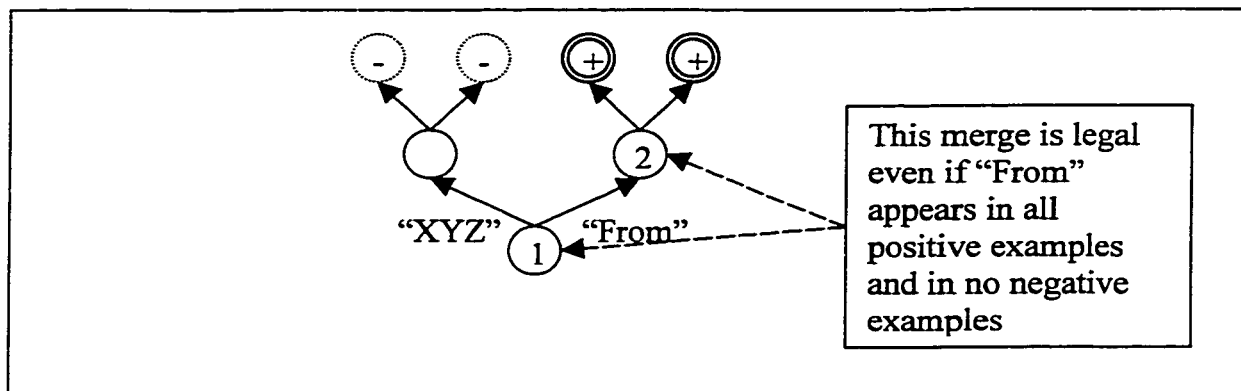 - - + +
2
“XYZ” “From”
1
This merge is legal
even if “From”
appears in all
positive examples
and in no negative
examples